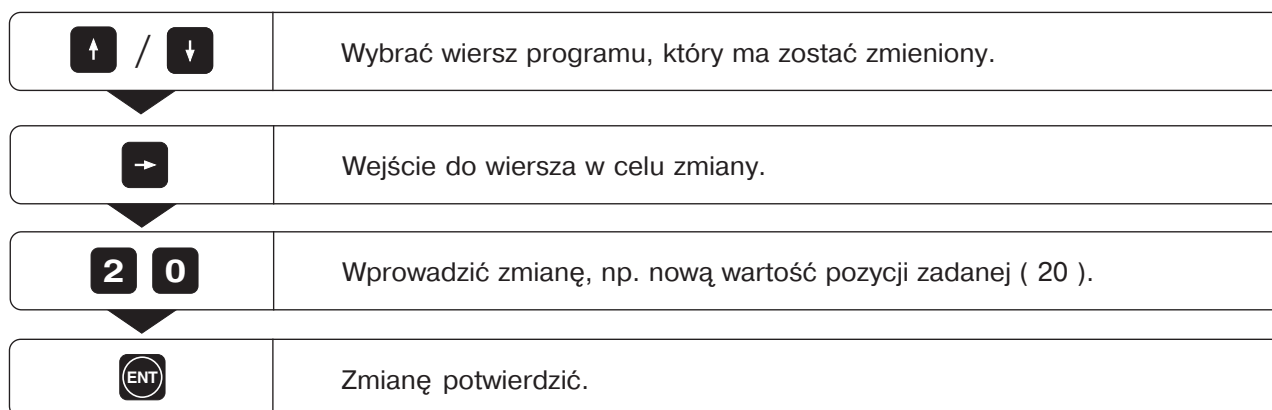 / Wybrać wiersz programu, który ma zostać zmieniony.
Wejście do wiersza w celu zmiany.
2 0 Wprowadzić zmianę, np. nową wartość pozycji zadanej ( 20 ).
ENT Zmianę potwierdzić.